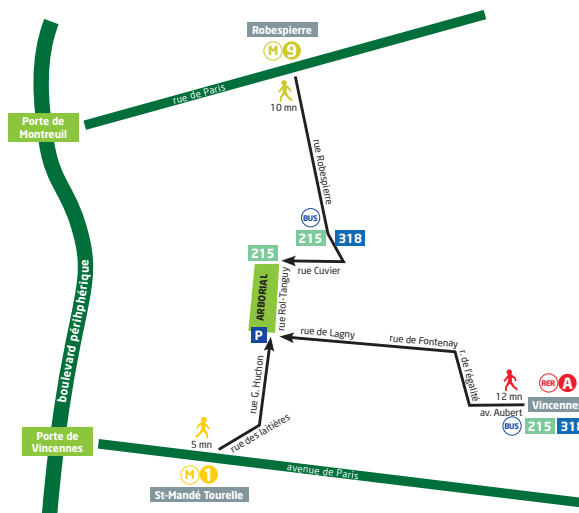 Robespierre
M 9
rue de Paris
10 mn
Porte de
Montreuil
rue Robespierre
BUS
215 318
215
rue Cuvier
ARBORIAL
rue Rol-Tanguy
P
boulevard périhphérique
rue de Lagny
rue de Fontenay
r. de l'égalité
RER A
12 mn
Vincennes
av. Aubert
BUS 215 318
rue G. Huchon
rue des laitières
5 mn
Porte de
Vincennes
M 1
St-Mandé Tourelle
avenue de Paris